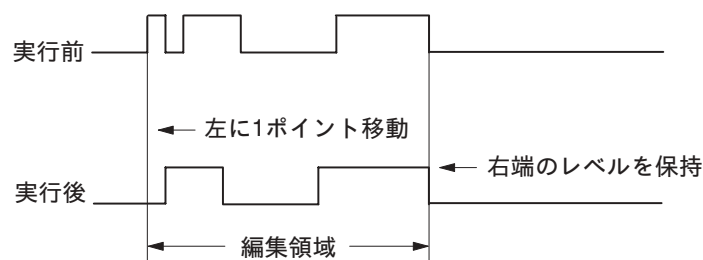 実行前
左に1ポイント移動
右端のレベルを保持
実行後
編集領域